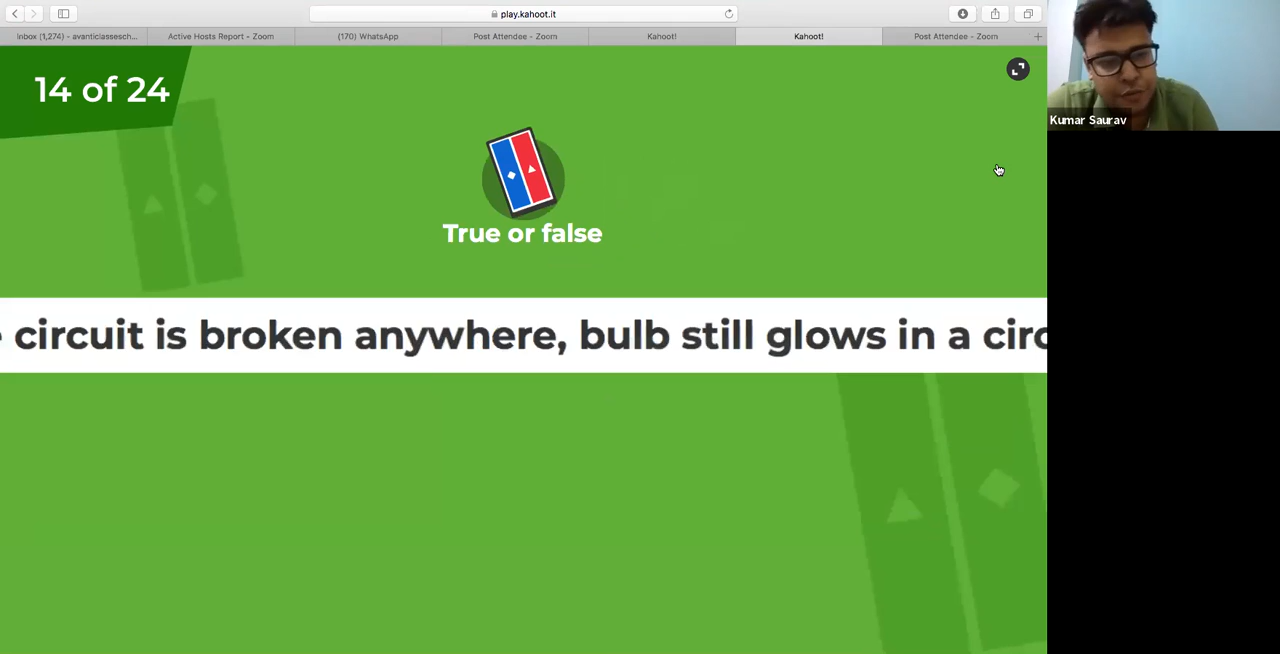 play.kahoot.it
inbox (1,274) - avanticlassesch...
Active Hosts Report - Zoom
(170) WhatsApp
Post Attendee - Zoom
Kahoot!
Kahoot!
Post Attendee - Zoom
14 of 24
Kumar Saurav
True or false
circuit is broken anywhere, bulb still glows in a